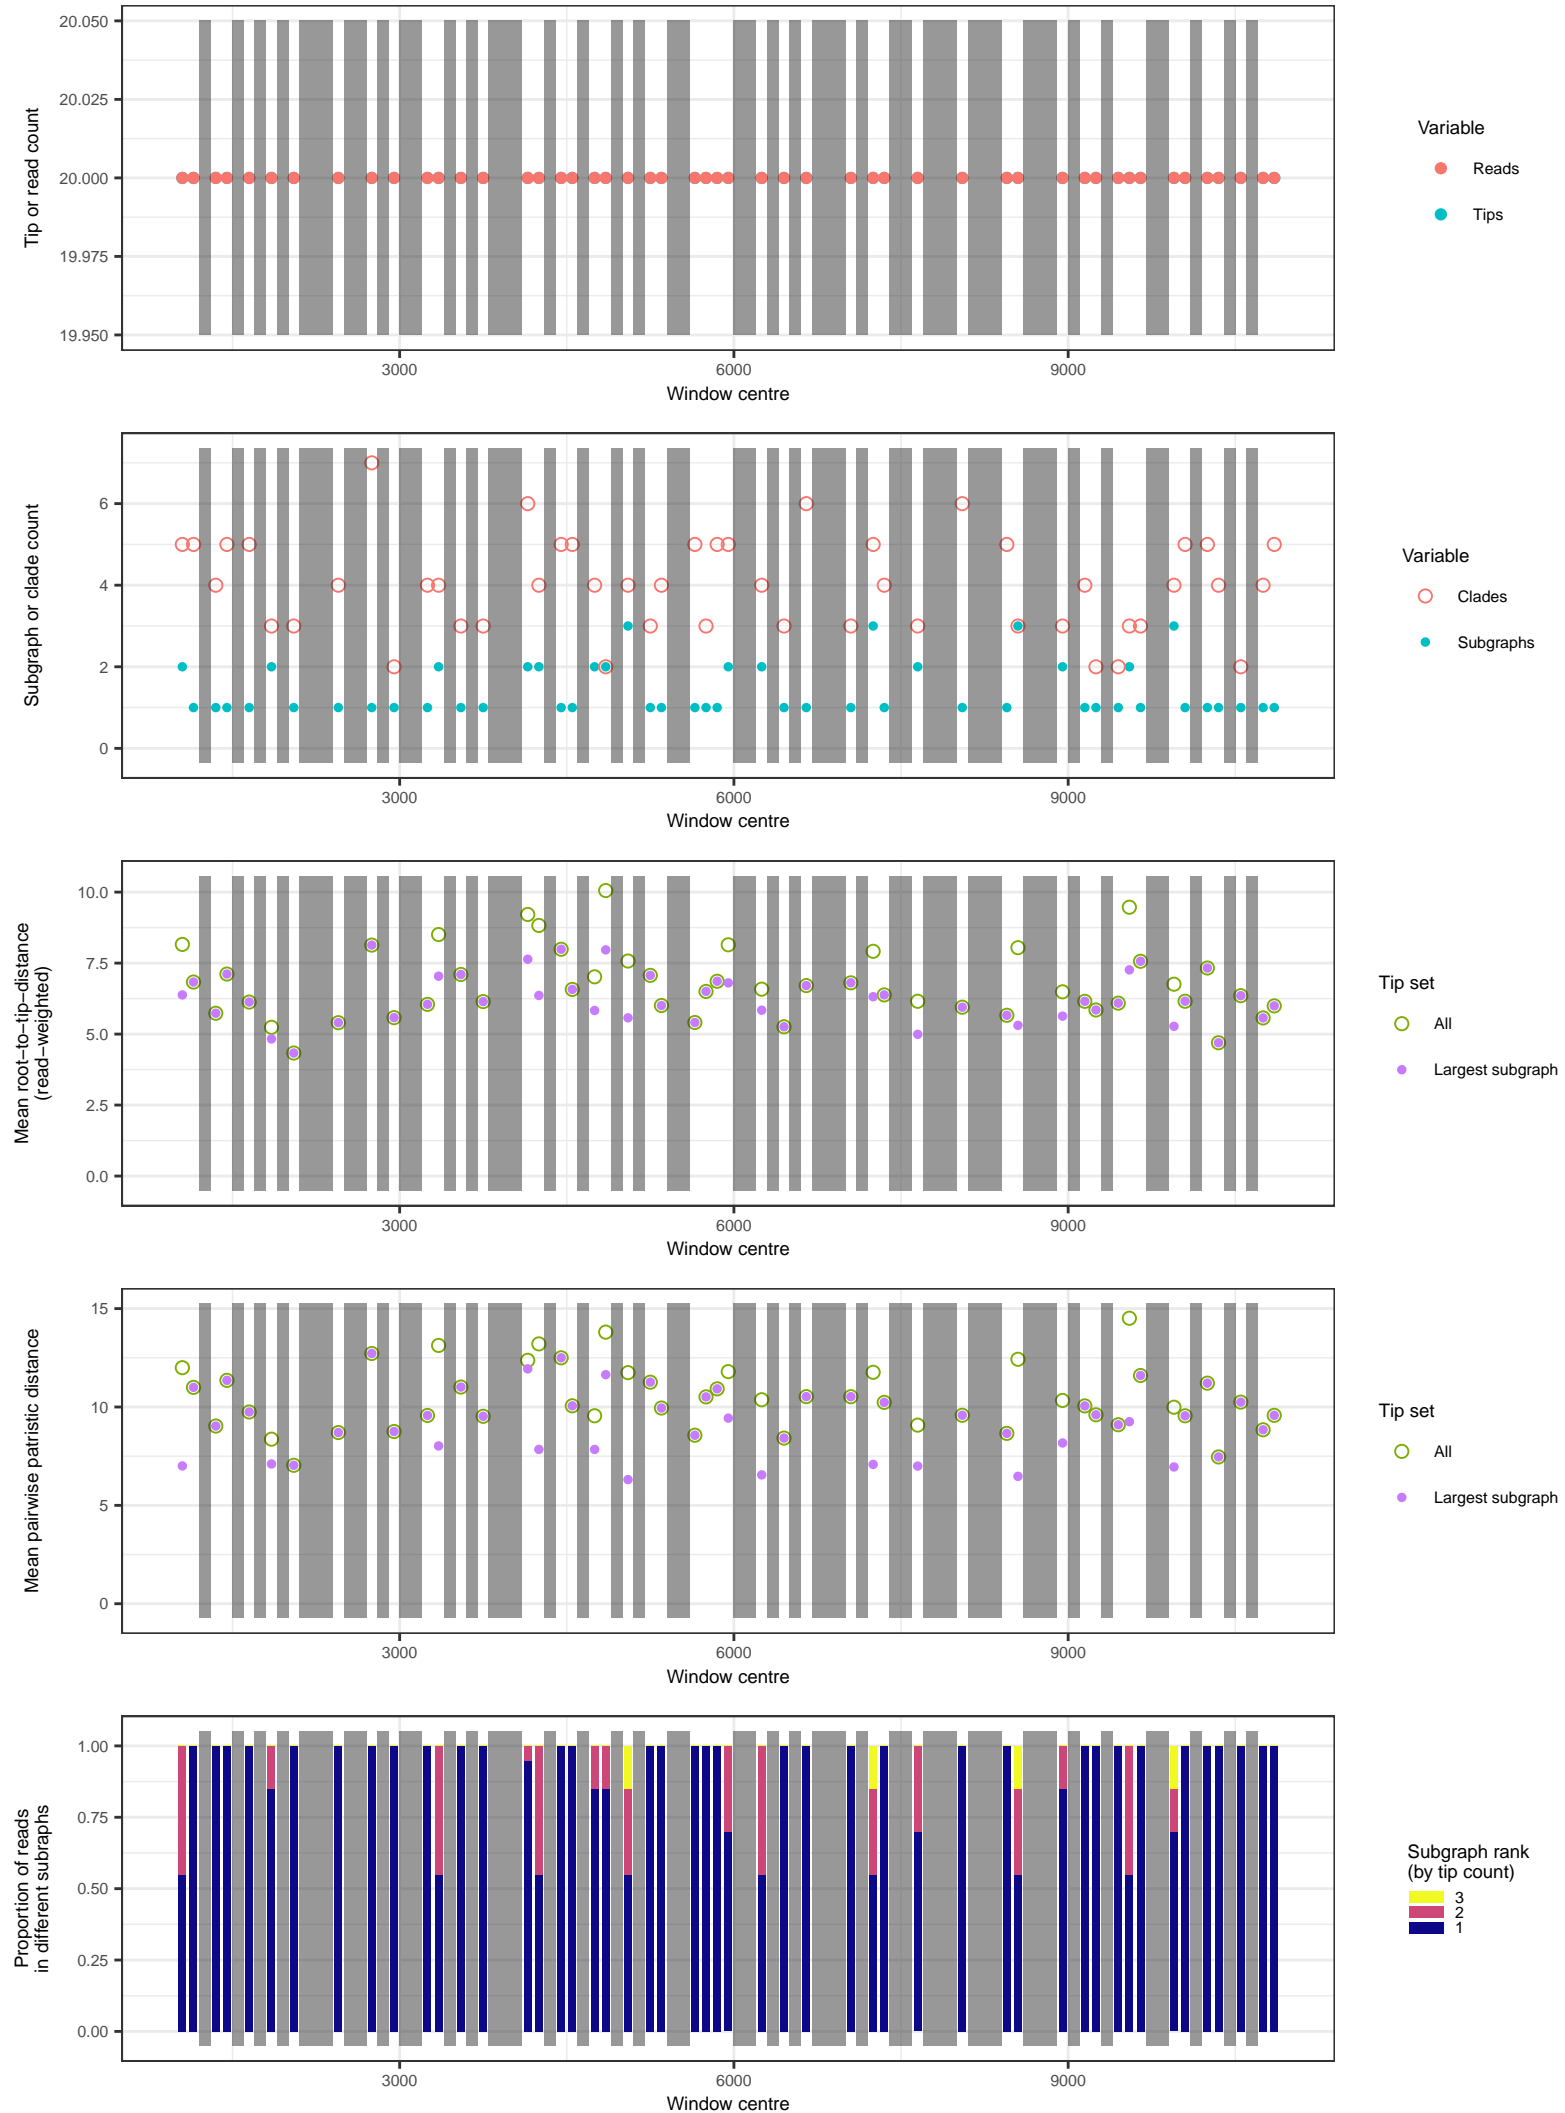 20.050
20.025
20.000
19.975
19.950
Tip or read count
3000
6000
9000
Window centre
Variable
Reads
Tips
6
4
2
0
Subgraph or clade count
3000
6000
9000
Window centre
Variable
Clades
Subgraphs
10.0
7.5
5.0
2.5
0.0
Mean root−to−tip−distance
(read−weighted)
3000
6000
9000
Window centre
Tip set
All
Largest subgraph
15
10
5
0
Mean pairwise patristic distance
3000
6000
9000
Window centre
Tip set
All
Largest subgraph
1.00
0.75
0.50
0.25
0.00
Proportion of reads
in different subraphs
3000
6000
9000
Window centre
Subgraph rank
(by tip count)
3
2
1